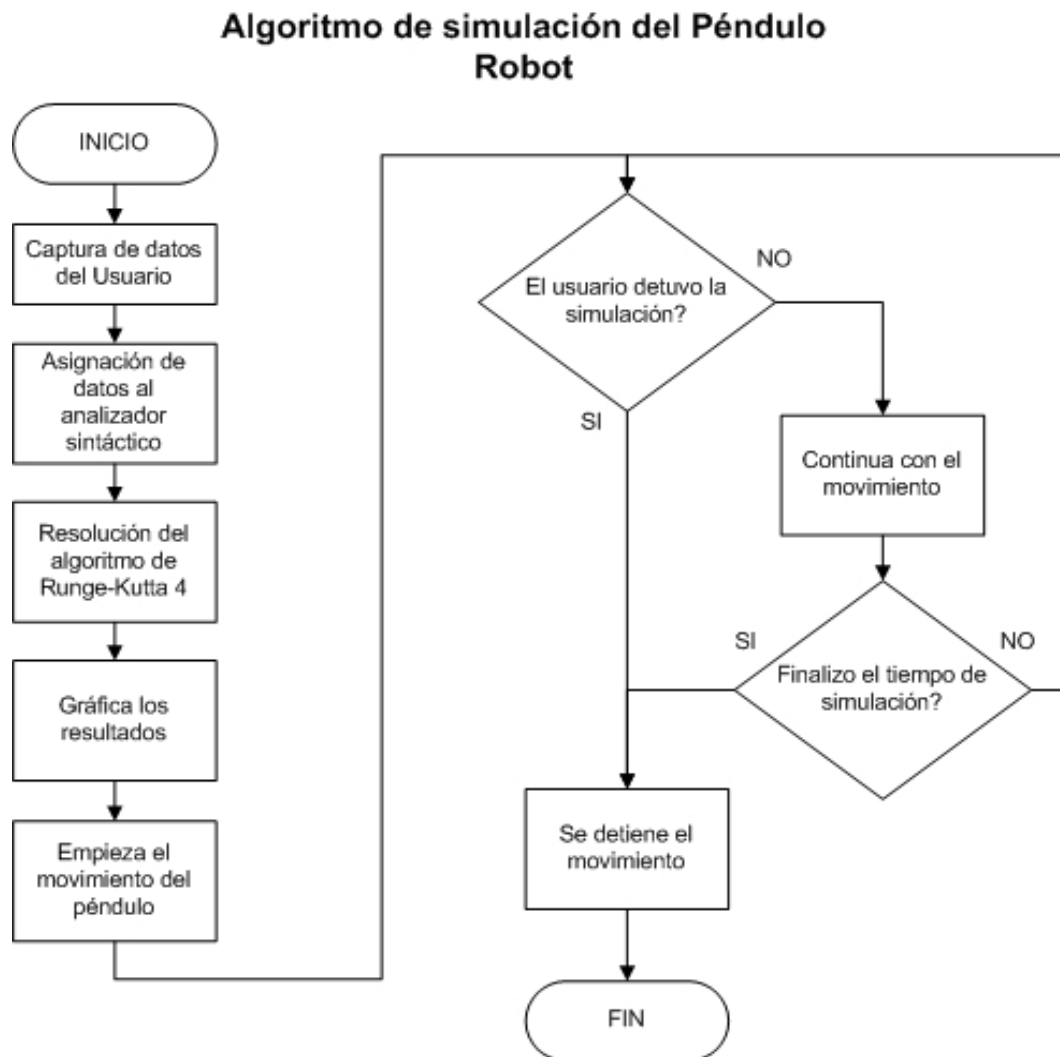 Algoritmo de simulación del Péndulo
Robot
INICIO
Captura de datos
del Usuario
Asignación de
datos al
analizador
sintáctico
Resolución del
algoritmo de
Runge-Kutta 4
Gráfica los
resultados
Empieza el
movimiento del
péndulo
El usuario detuvo la
simulación?
NO
SI
Continua con el
movimiento
SI
NO
Finalizo el tiempo de
simulación?
Se detiene el
movimiento
FIN